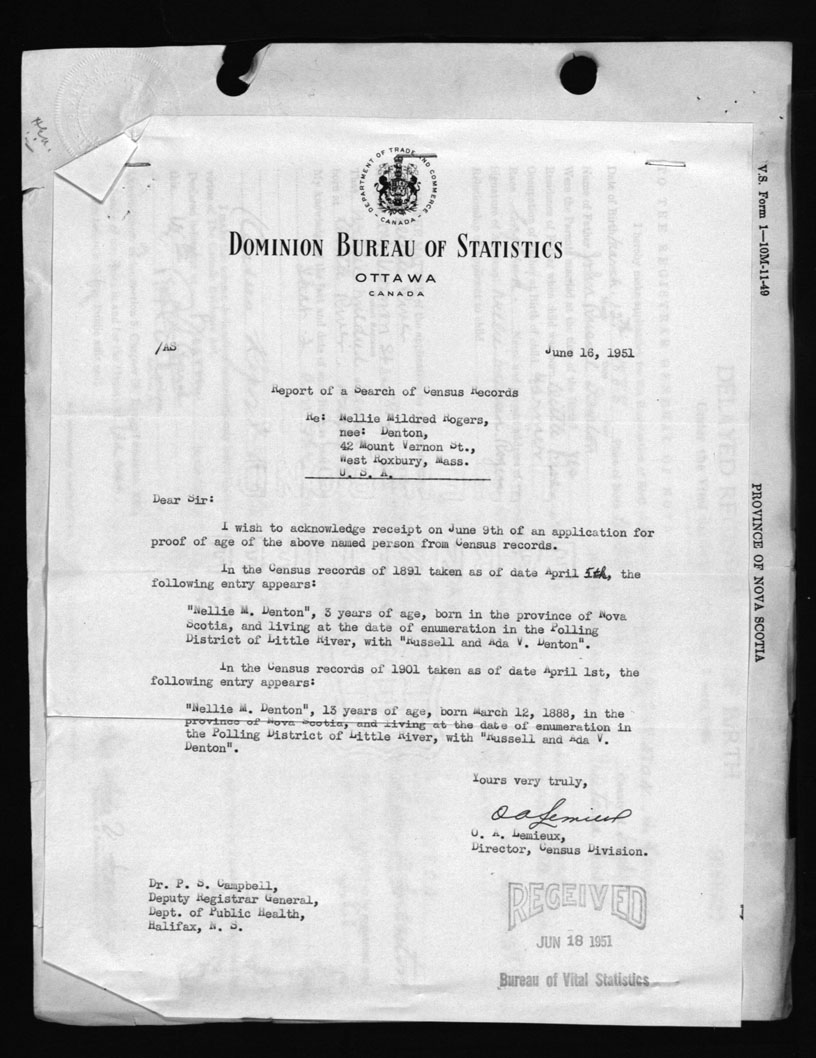 DEPARTMENT OF TRADE AND COMMERCE
CANADA
DOMINION BUREAU OF STATISTICS
OTTAWA
CANADA
/AS
June 16, 1951
Report of a Search of Census Records
Re: Nellie Mildred Rogers,
nee: Denton,
42 Mount Vernon St.,
West Roxbury, Mass.
U. S. A.
Dear Sir:
I wish to acknowledge receipt on June 9th of an application for
proof of age of the above named person from Census records.
In the Census records of 1891 taken as of date April 5th, the
following entry appears:
"Nellie M. Denton", 3 years of age, born in the province of Nova
Scotia, and living at the date of enumeration in the Polling
District of Little River, with "Russell and Ada V. Denton".
In the Census records of 1901 taken as of date April 1st, the
following entry appears:
"Nellie M. Denton", 13 years of age, born March 12, 1888, in the
province of Nova Scotia, and living at the date of enumeration in
the Polling District of Little River, with "Russell and Ada V.
Denton".
Yours very truly,
O A Lemieux
O. A. Lemieux,
Director, Census Division.
Dr. P. S. Campbell,
Deputy Registrar General,
Dept. of Public Health,
Halifax, N. S.
RECEIVED
JUN 18 1951
Bureau of Vital Statistics
V.S. Form 1—10M-11-49
PROVINCE OF NOVA SCOTIA